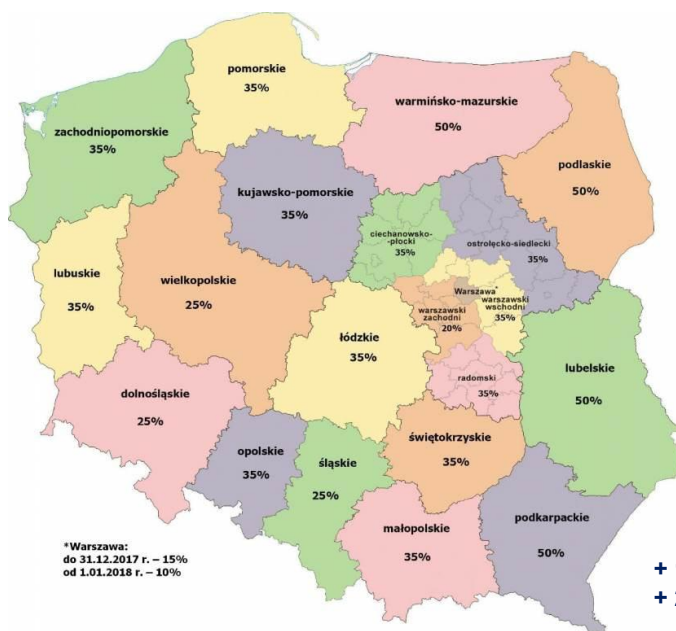 pomorskie
35%
warmińsko-mazurskie
50%
zachodniopomorskie
35%
podlaskie
50%
kujawsko-pomorskie
35%
ciechanowsko-
-płocki
35%
ostrołęcko-siedlecki
35%
lubuskie
35%
wielkopolskie
25%
Warszawa*
warszawski
wschodni
35%
warszawski
zachodni
20%
łódzkie
35%
radomski
35%
lubelskie
50%
dolnośląskie
25%
opolskie
35%
śląskie
25%
świętokrzyskie
35%
małopolskie
35%
podkarpackie
50%
*Warszawa:
do 31.12.2017 r. – 15%
od 1.01.2018 r. – 10%
+
+